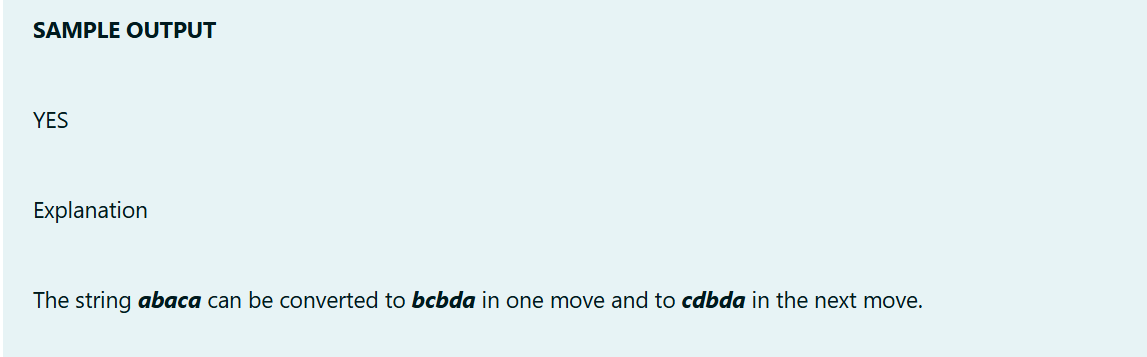 SAMPLE OUTPUT
YES
Explanation
The string abaca can be converted to bcbda in one move and to cdbda in the next move.